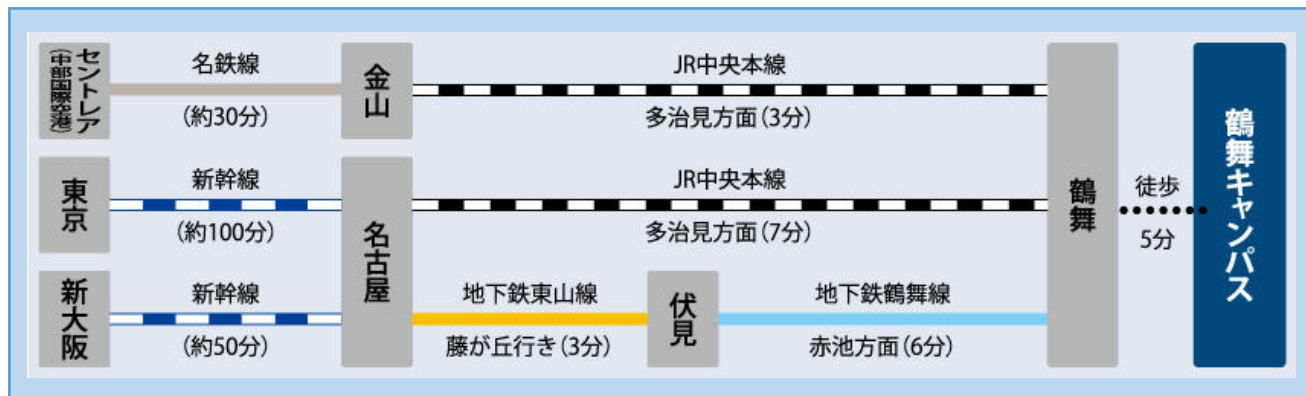 セントレア
(中部国際空港)
名鉄線
(約30分)
金山
JR中央本線
多治見方面(3分)
東京
新幹線
(約100分)
名古屋
JR中央本線
多治見方面(7分)
新大阪
新幹線
(約50分)
地下鉄東山線
藤が丘行き(3分)
伏見
地下鉄鶴舞線
赤池方面(6分)
鶴舞
徒歩
5分
鶴舞キャンパス